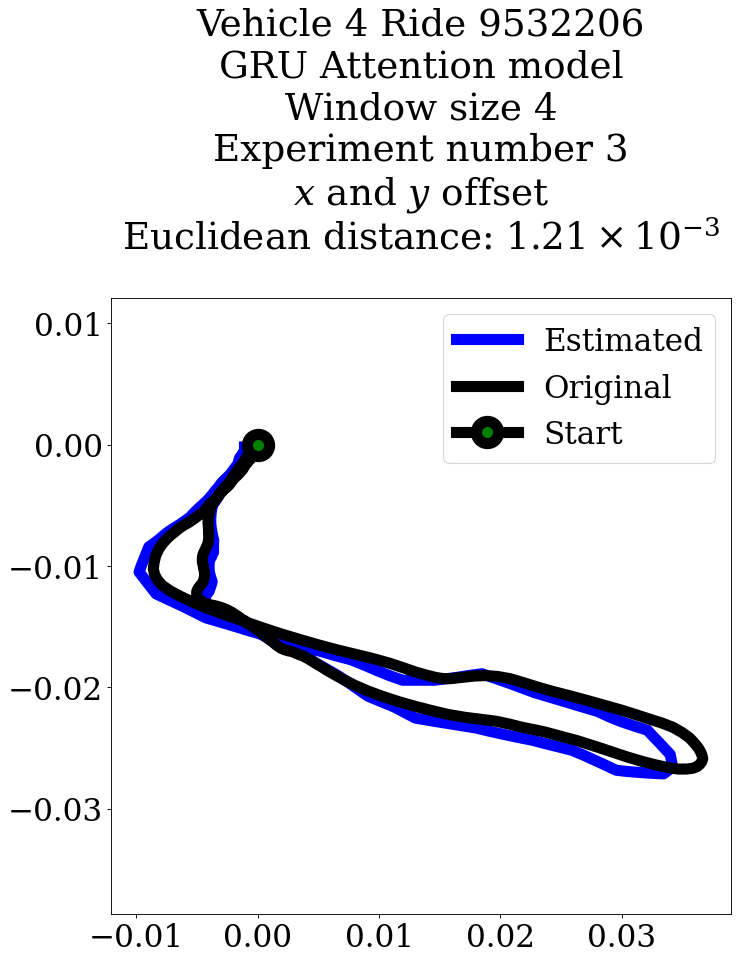 Vehicle 4 Ride 9532206
GRU Attention model
Window size 4
Experiment number 3
x and y offset
Euclidean distance: 1.21 × 10⁻³
Estimated
Original
Start
0.01
0.00
−0.01
−0.02
−0.03
−0.01 0.00 0.01 0.02 0.03